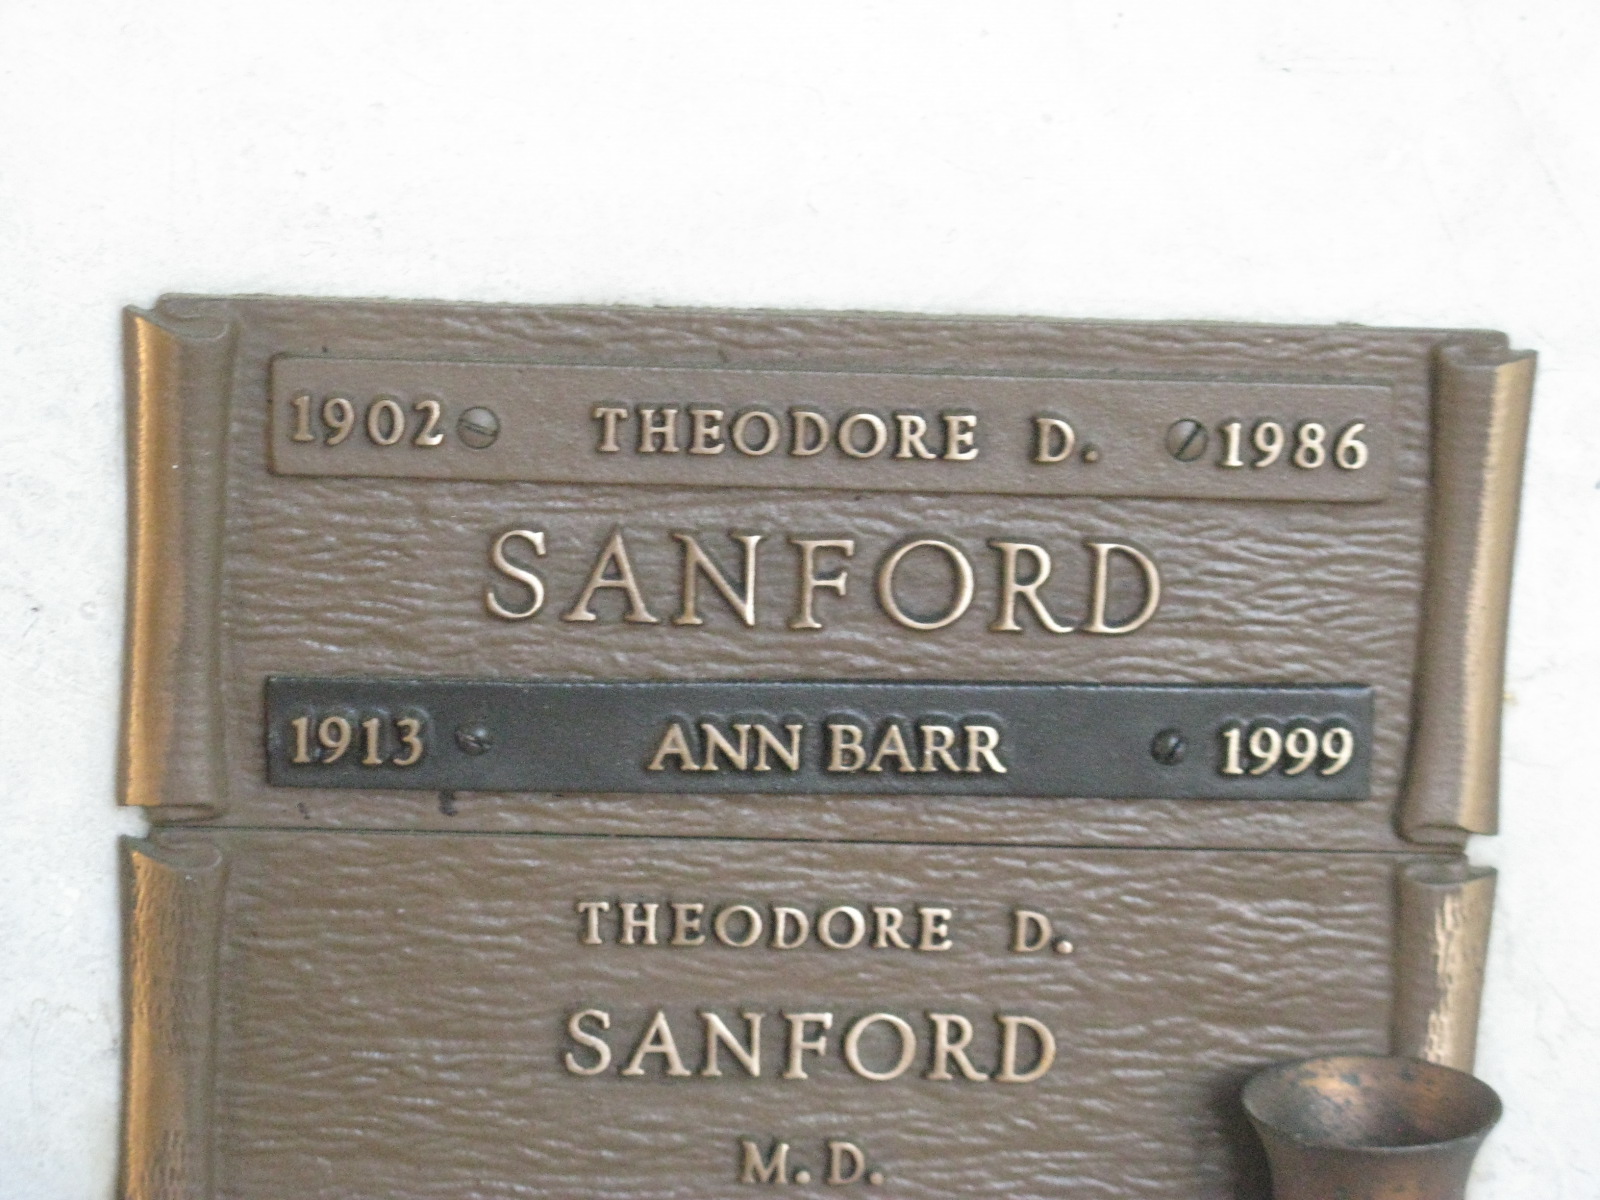 1902 THEODORE D. 1986
SANFORD
1913 ANN BARR 1999
THEODORE D.
SANFORD
M.D.